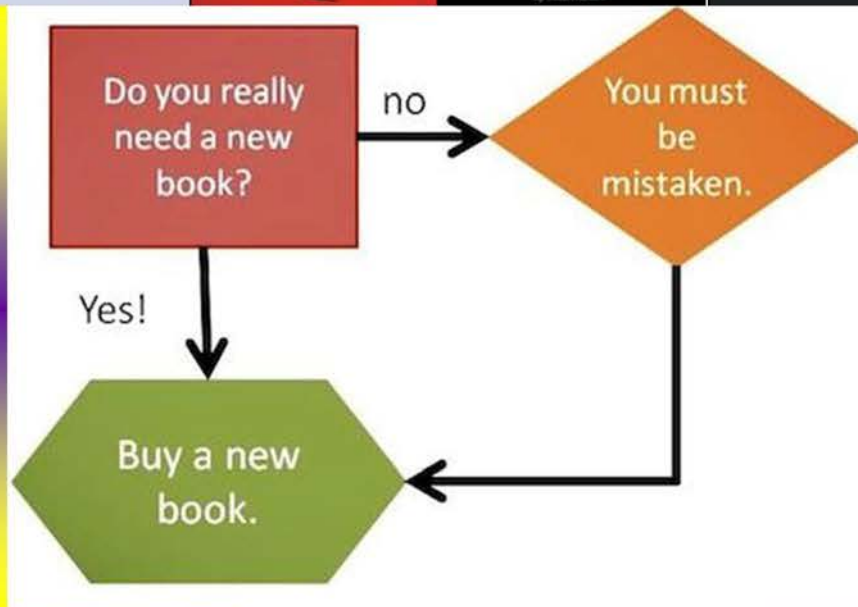 Do you really
need a new
book?
no
You must
be
mistaken.
Yes!
Buy a new
book.